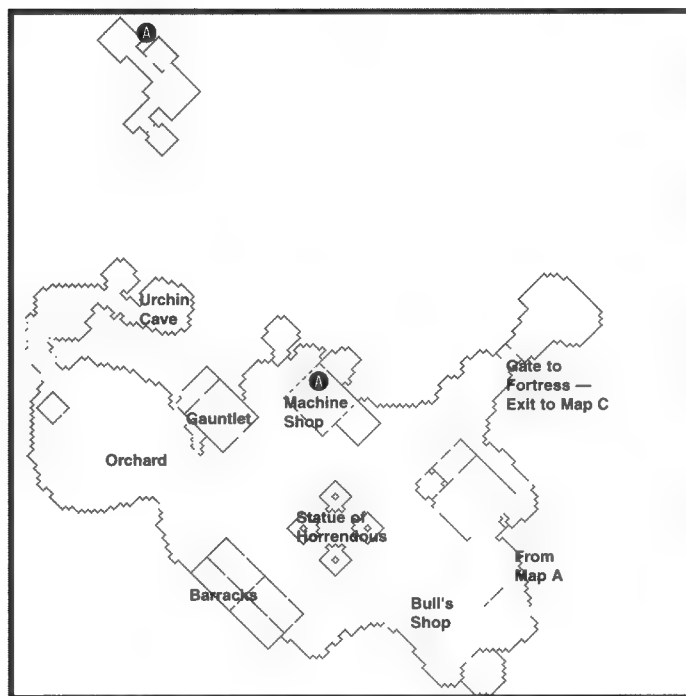 A
Urchin
Cave
Gate to
Fortress —
Exit to Map C
A
Machine
Shop
Gauntlet
Orchard
Statue of
Horrendous
From
Map A
Barracks
Bull's
Shop